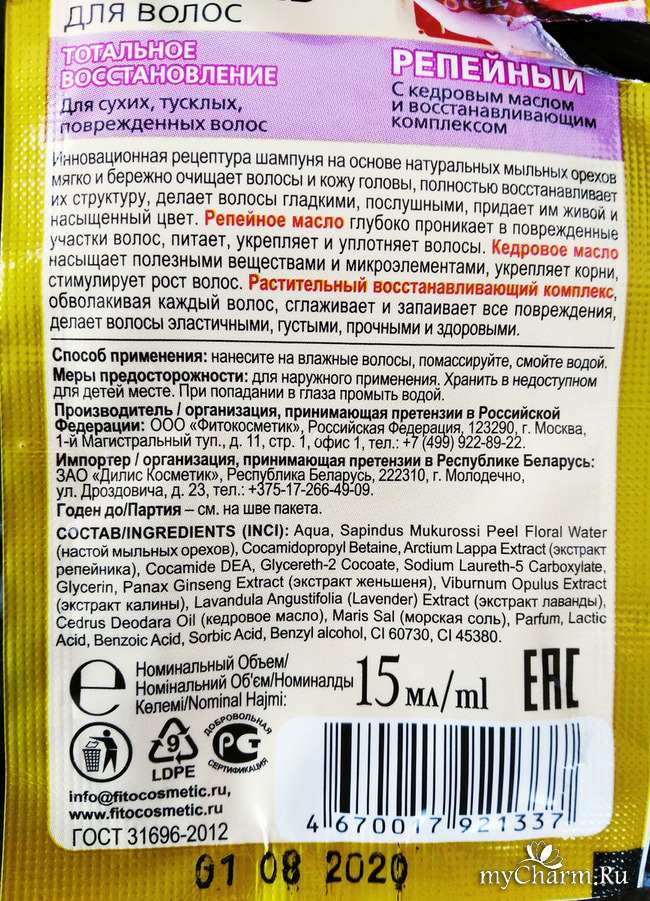 ДЛЯ ВОЛОС
ТОТАЛЬНОЕ
ВОССТАНОВЛЕНИЕ
Для сухих, тусклых,
поврежденных волос
РЕПЕЙНЫЙ
С кедровым маслом
и восстанавливающим
комплексом
Инновационная рецептура шампуня на основе натуральных мыльных орехов
мягко и бережно очищает волосы и кожу головы, полностью восстанавливает
их структуру, делает волосы гладкими, послушными, придает им живой и
насыщенный цвет. Репейное масло глубоко проникает в поврежденные
участки волос, питает, укрепляет и уплотняет волосы. Кедровое масло
насыщает полезными веществами и микроэлементами, укрепляет корни,
стимулирует рост волос. Растительный восстанавливающий комплекс,
обволакивая каждый волос, сглаживает и запаивает все повреждения,
делает волосы эластичными, густыми, прочными и здоровыми.
Способ применения: нанесите на влажные волосы, помассируйте, смойте водой.
Меры предосторожности: для наружного применения. Хранить в недоступном
для детей месте. При попадании в глаза промыть водой.
Производитель / организация, принимающая претензии в Российской
Федерации: ООО «Фитокосметик», Российская Федерация, 123290, г. Москва,
1-й Магистральный туп., д. 11, стр. 1, офис 1, тел.: +7 (499) 922-89-22.
Импортер / организация, принимающая претензии в Республике Беларусь:
ЗАО «Дилис Косметик», Республика Беларусь, 222310, г. Молодечно,
ул. Дроздовича, д. 23, тел.: +375-17-266-49-09.
Годен до/Партия – см. на шве пакета.
СОСТАВ/INGREDIENTS (INCI): Aqua, Sapindus Mukurossi Peel Floral Water
(настой мыльных орехов), Cocamidopropyl Betaine, Arctium Lappa Extract (экстракт
репейника), Cocamide DEA, Glycereth-2 Cocoate, Sodium Laureth-5 Carboxylate,
Glycerin, Panax Ginseng Extract (экстракт женьшеня), Viburnum Opulus Extract
(экстракт калины), Lavandula Angustifolia (Lavender) Extract (экстракт лаванды),
Cedrus Deodara Oil (кедровое масло), Maris Sal (морская соль), Parfum, Lactic
Acid, Benzoic Acid, Sorbic Acid, Benzyl alcohol, CI 60730, CI 45380.
Номинальный Объем/
Номінальний Об'єм/Номиналды
Көлемі/Nominal Hajmi:
15 мл/ml
EAC
9
LDPE
ДОБРОВОЛЬНАЯ
РСТ
СЕРТИФИКАЦИЯ
info@fitocosmetic.ru,
www.fitocosmetic.ru
ГОСТ 31696-2012
4 670017 921337
01 08 2020
myCharm.Ru